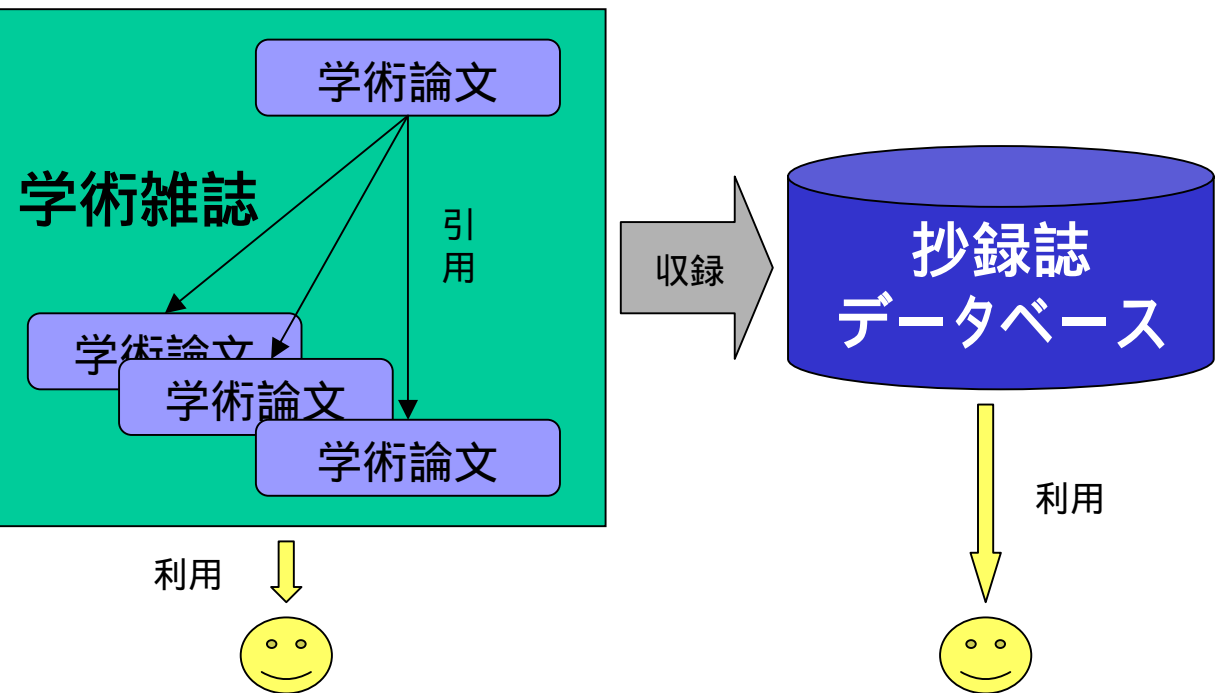 学術論文
学術雑誌
引用
学術論文
学術論文
学術論文
利用
収録
抄録誌
データベース
利用